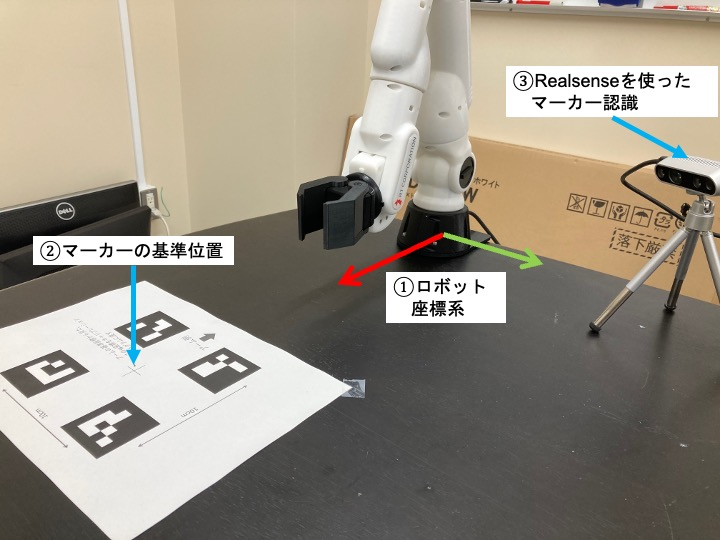 ③Realsenseを使った
マーカー認識
②マーカーの基準位置
①ロボット
座標系
DELL
ホワイト
落下厳
10cm